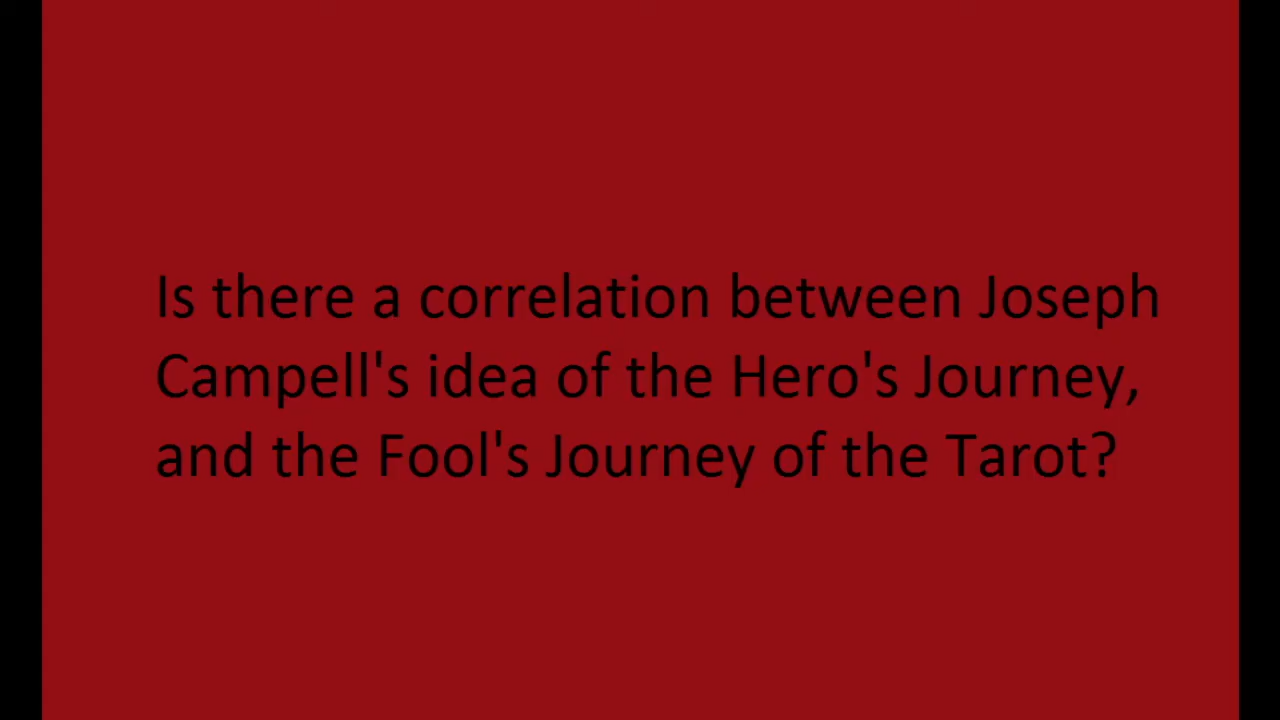 Is there a correlation between Joseph
Campell's idea of the Hero's Journey,
and the Fool's Journey of the Tarot?